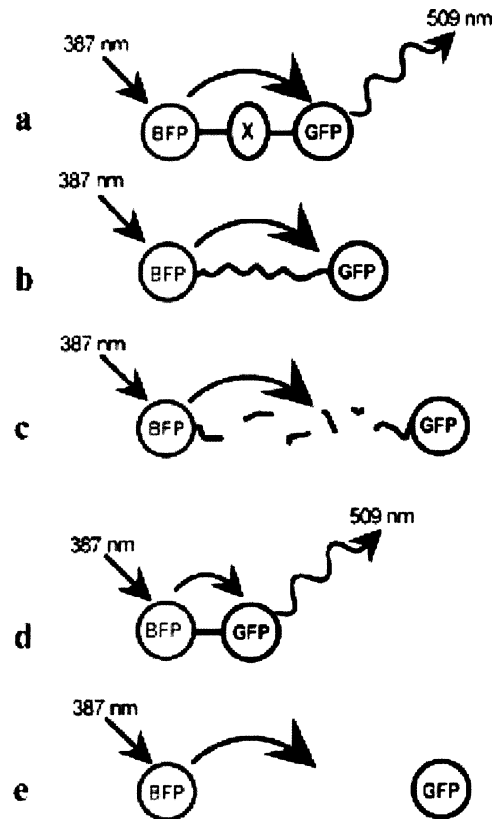 509 nm
387 nm
a BFP X GFP
387 nm
b BFP GFP
387 nm
c BFP GFP
509 nm
387 nm
d BFP GFP
387 nm
e BFP GFP